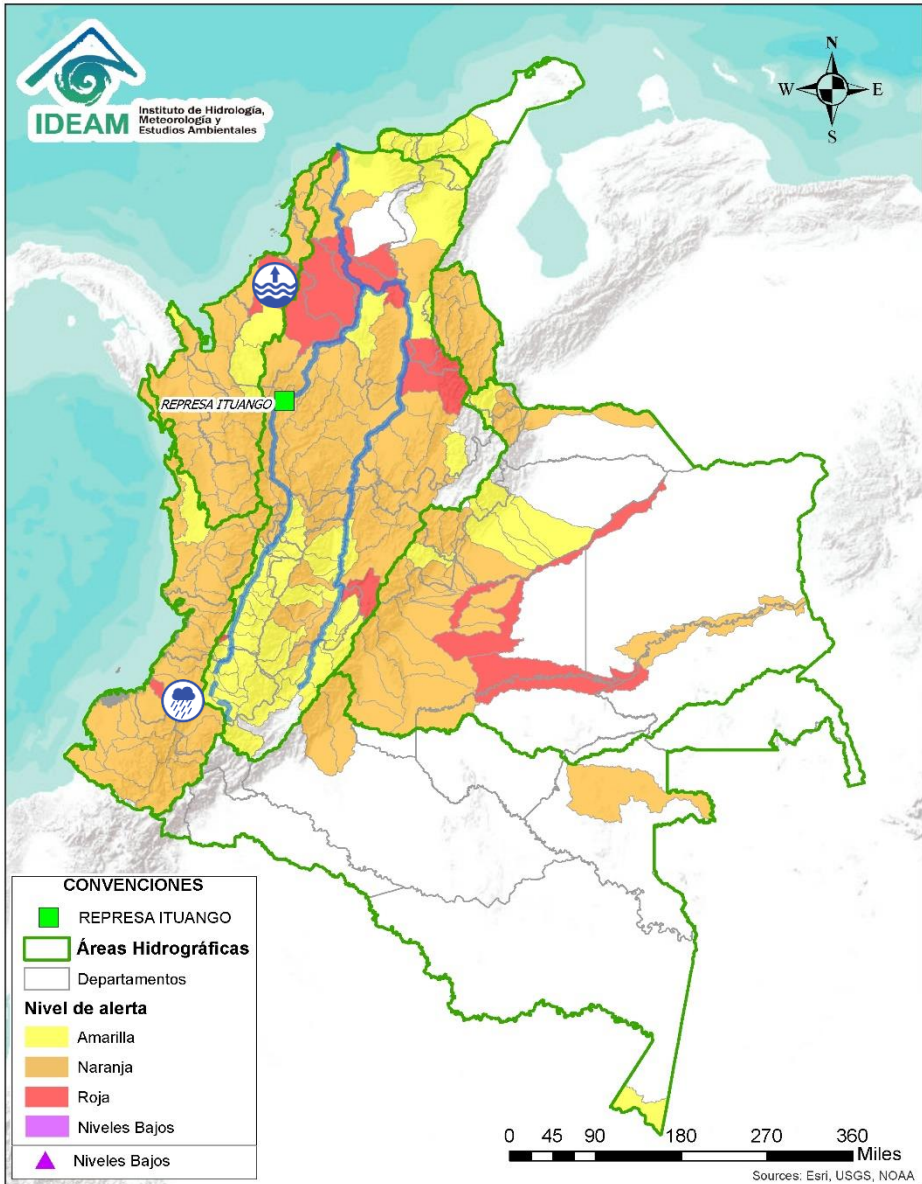 IDEAM
Instituto de Hidrología,
Meteorología y
Estudios Ambientales
N
W
E
S
REPRESA ITUANGO
CONVENCIONES
REPRESA ITUANGO
Áreas Hidrográficas
Departamentos
Nivel de alerta
Amarilla
Naranja
Roja
Niveles Bajos
Niveles Bajos
0 45 90 180 270 360
Miles
Sources: Esri, USGS, NOAA